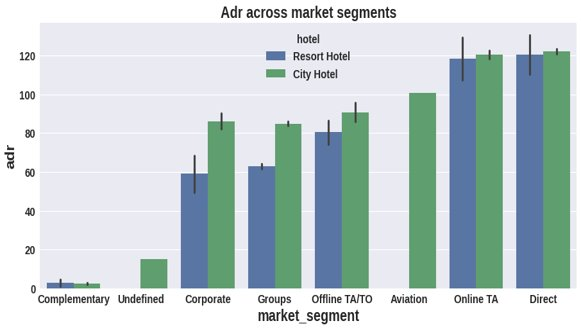 Adr across market segments
hotel
Resort Hotel
City Hotel
adr
120
100
80
60
40
20
0
Complementary Undefined Corporate Groups Offline TA/TO Aviation Online TA Direct
market_segment